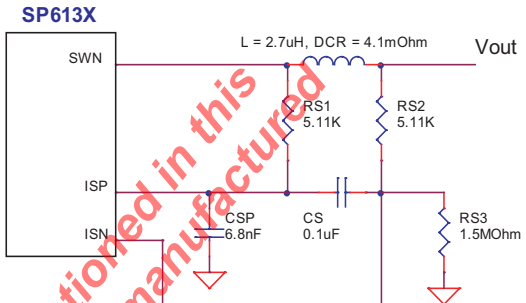 SP613X
L = 2.7uH, DCR = 4.1mOhm
Vout
SWN
RS1
5.11K
RS2
5.11K
ISP
ISN
CSP
6.8nF
CS
0.1uF
RS3
1.5MOhm
tioned in this
manufactured